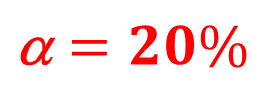 α = 20%